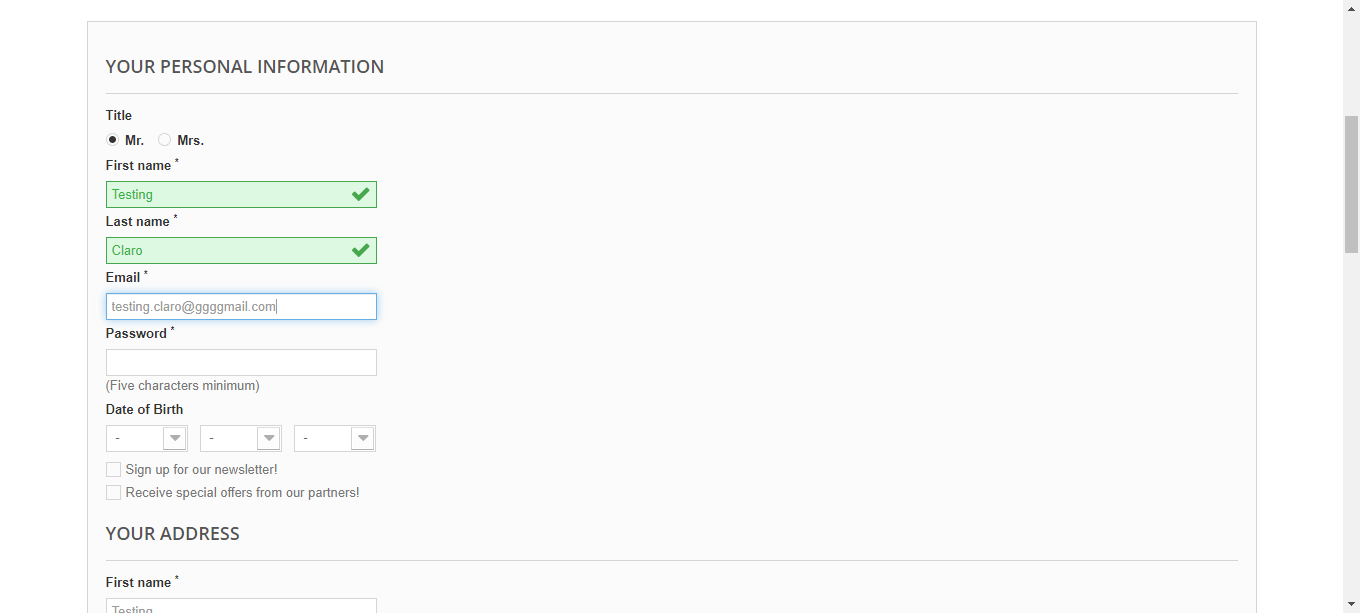 YOUR PERSONAL INFORMATION
Title
Mr. Mrs.
First name *
Testing
Last name *
Claro
Email *
testing.claro@ggggmail.com
Password *
(Five characters minimum)
Date of Birth
- - -
Sign up for our newsletter!
Receive special offers from our partners!
YOUR ADDRESS
First name *
Testing